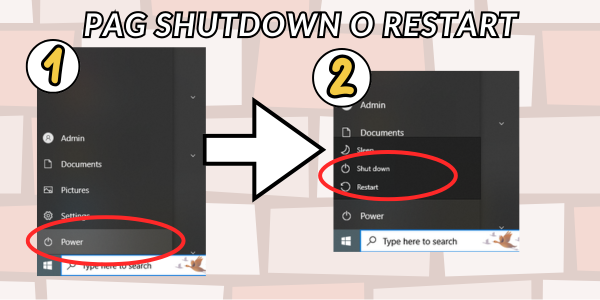 PAG SHUTDOWN O RESTART
1
Admin
Documents
Pictures
Settings
Power
Type here to search
2
Admin
Documents
Sleep
Shut down
Restart
Power
Type here to search